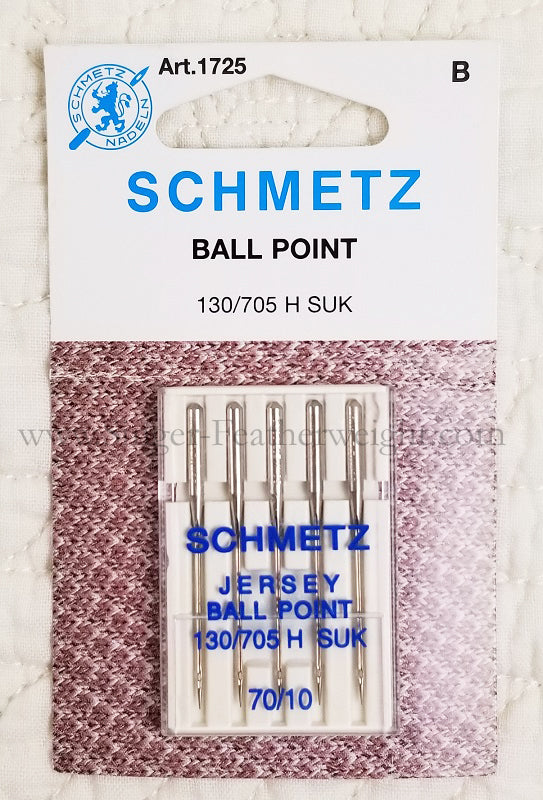 SCHMETZ
NADELN
Art.1725
B
SCHMETZ
BALL POINT
130/705 H SUK
www.Singer-Featherweight.com
SCHMETZ
JERSEY
BALL POINT
130/705 H SUK
70/10